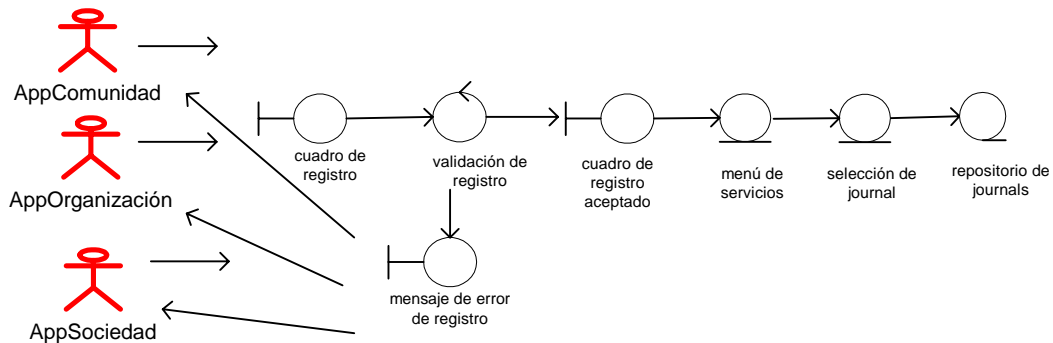 AppComunidad
AppOrganización
AppSociedad
cuadro de
registro
validación de
registro
cuadro de
registro
aceptado
menú de
servicios
selección de
journal
repositorio de
journals
mensaje de error
de registro